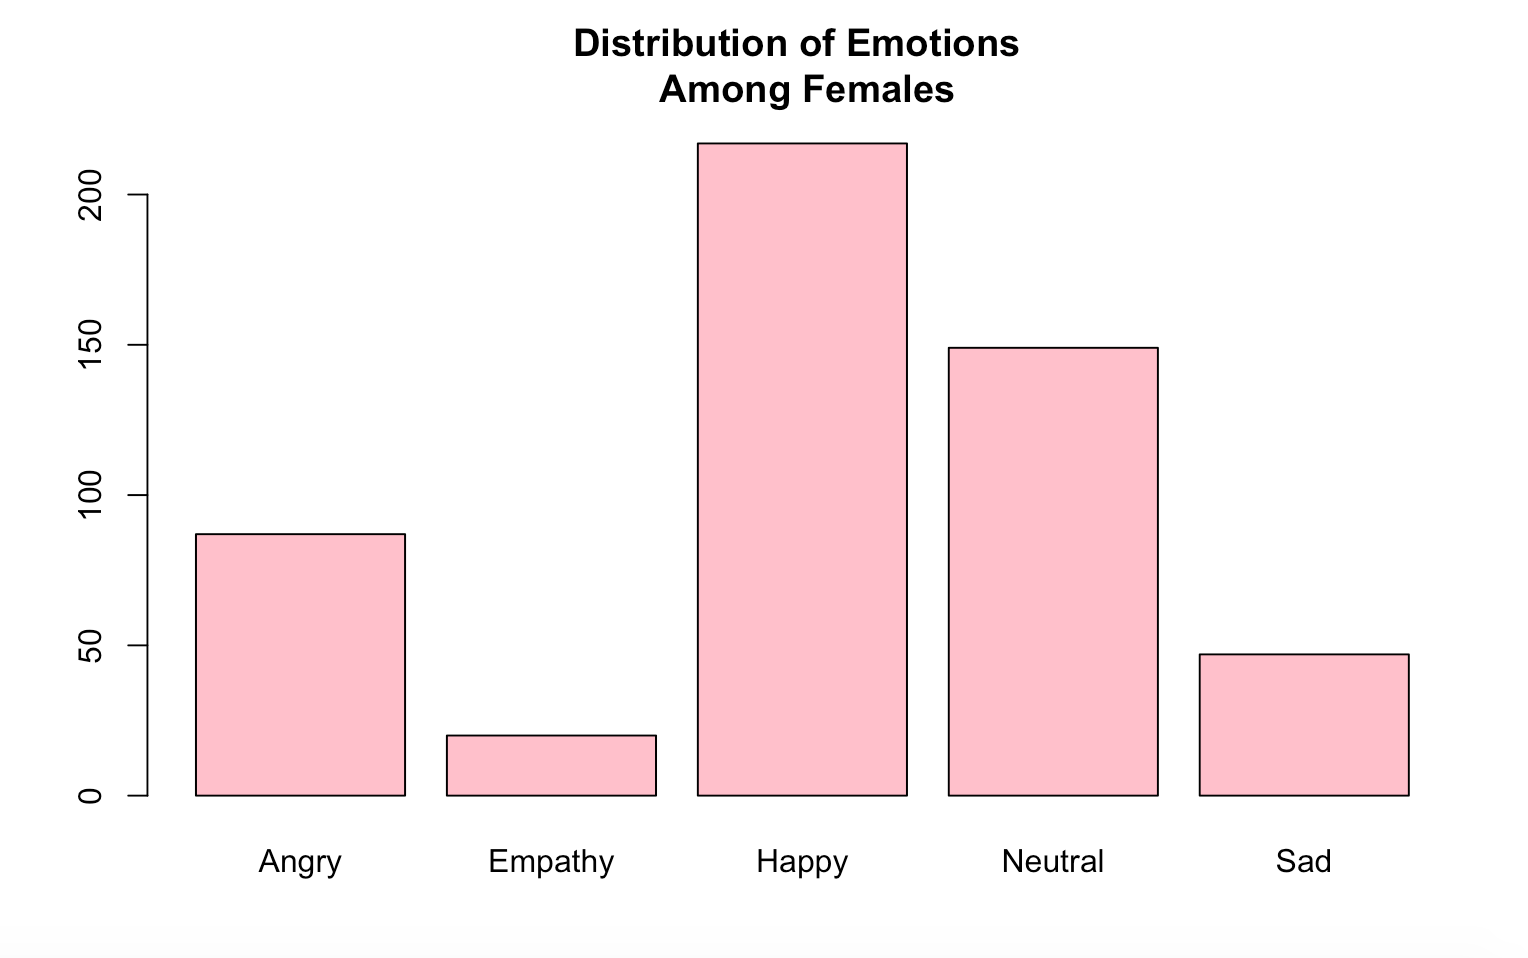 Distribution of Emotions
Among Females
200
150
100
50
0
Angry Empathy Happy Neutral Sad